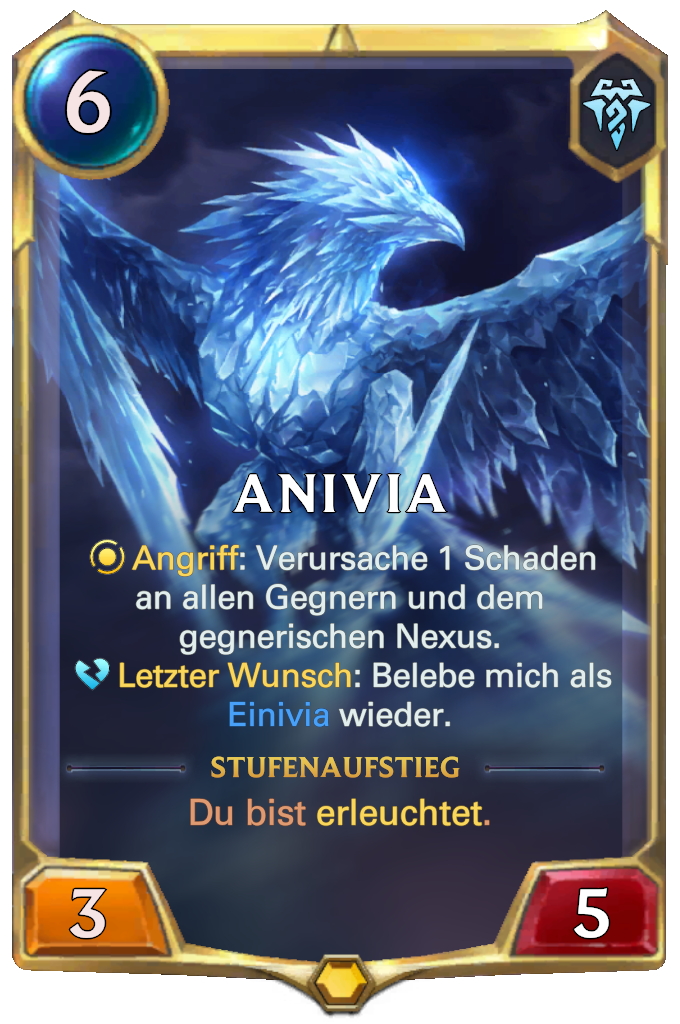 6
ANIVIA
Angriff: Verursache 1 Schaden
an allen Gegnern und dem
gegnerischen Nexus.
Letzter Wunsch: Belebe mich als
Einivia wieder.
STUFENAUFSTIEG
Du bist erleuchtet.
3
5